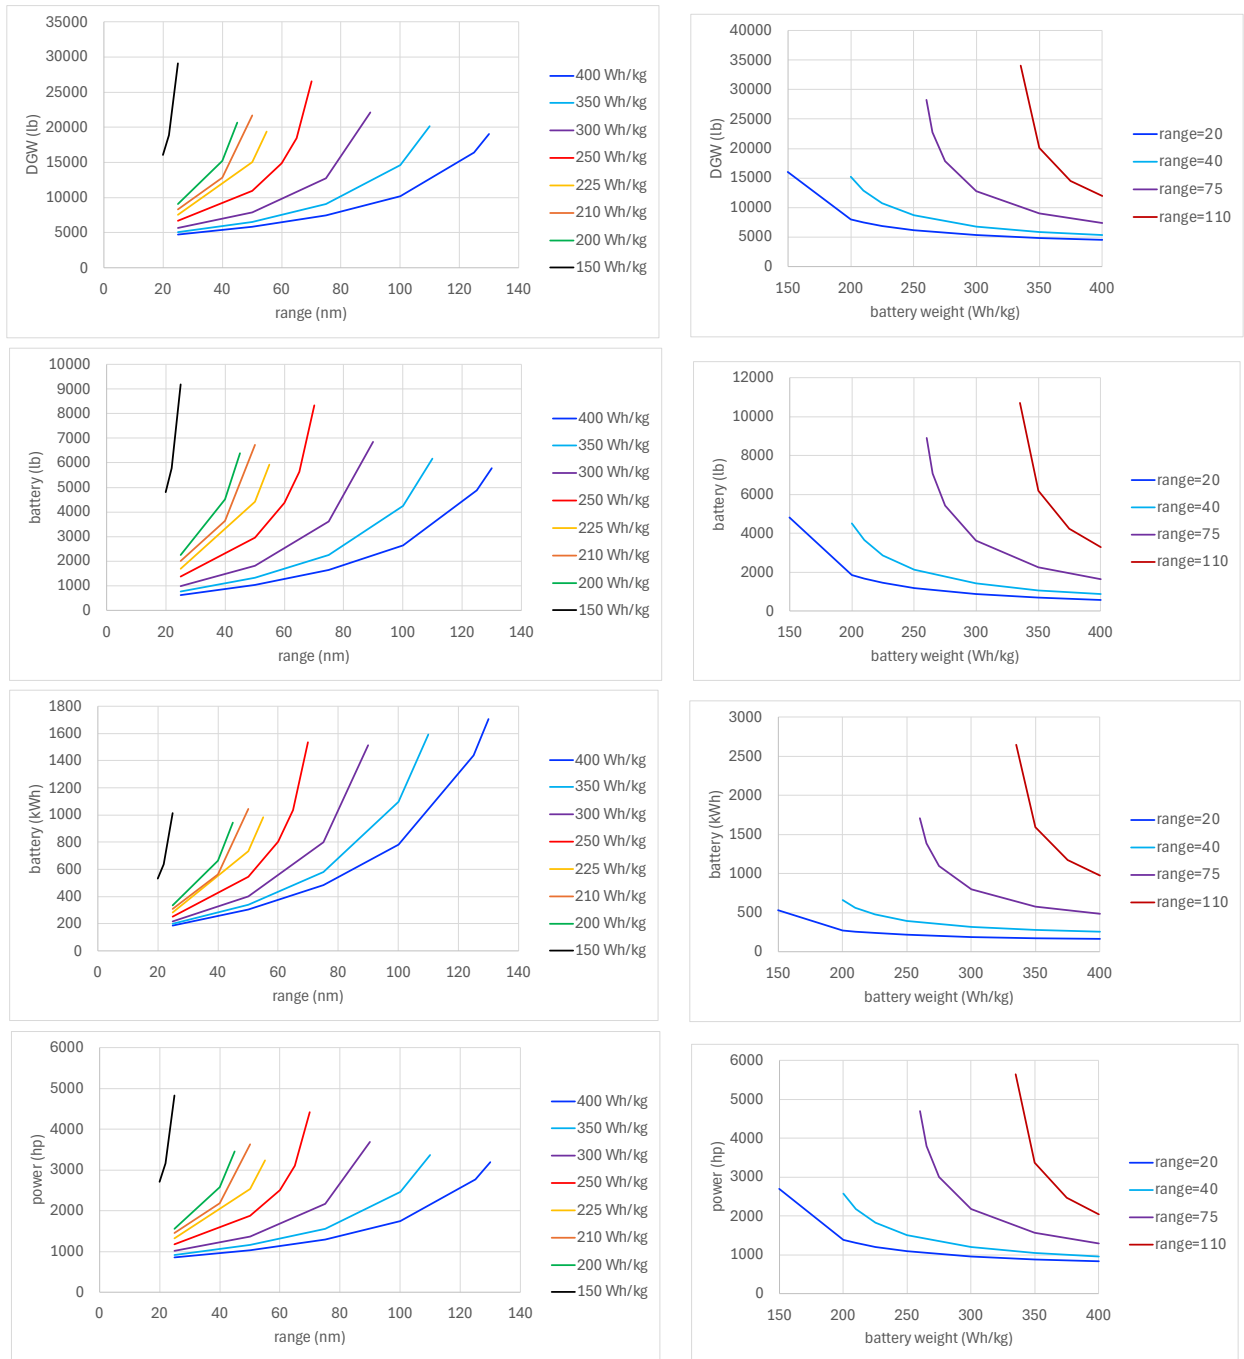 DGW (lb)
35000
30000
25000
20000
15000
10000
5000
0
0 20 40 60 80 100 120 140
range (nm)
400 Wh/kg
350 Wh/kg
300 Wh/kg
250 Wh/kg
225 Wh/kg
210 Wh/kg
200 Wh/kg
150 Wh/kg
DGW (lb)
40000
35000
30000
25000
20000
15000
10000
5000
0
150 200 250 300 350 400
battery weight (Wh/kg)
range=20
range=40
range=75
range=110
battery (lb)
10000
9000
8000
7000
6000
5000
4000
3000
2000
1000
0
0 20 40 60 80 100 120 140
range (nm)
400 Wh/kg
350 Wh/kg
300 Wh/kg
250 Wh/kg
225 Wh/kg
210 Wh/kg
200 Wh/kg
150 Wh/kg
battery (lb)
12000
10000
8000
6000
4000
2000
0
150 200 250 300 350 400
battery weight (Wh/kg)
range=20
range=40
range=75
range=110
battery (kWh)
1800
1600
1400
1200
1000
800
600
400
200
0
0 20 40 60 80 100 120 140
range (nm)
400 Wh/kg
350 Wh/kg
300 Wh/kg
250 Wh/kg
225 Wh/kg
210 Wh/kg
200 Wh/kg
150 Wh/kg
battery (kWh)
3000
2500
2000
1500
1000
500
0
150 200 250 300 350 400
battery weight (Wh/kg)
range=20
range=40
range=75
range=110
power (hp)
6000
5000
4000
3000
2000
1000
0
0 20 40 60 80 100 120 140
range (nm)
400 Wh/kg
350 Wh/kg
300 Wh/kg
250 Wh/kg
225 Wh/kg
210 Wh/kg
200 Wh/kg
150 Wh/kg
power (hp)
6000
5000
4000
3000
2000
1000
0
150 200 250 300 350 400
battery weight (Wh/kg)
range=20
range=40
range=75
range=110